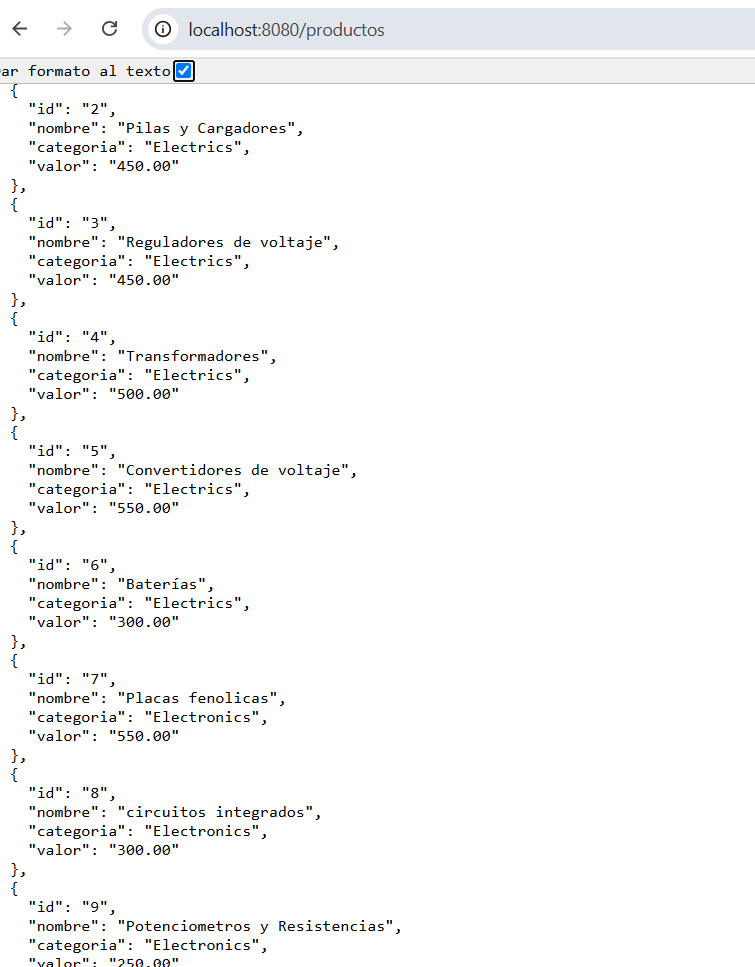 localhost:8080/productos
ar formato al texto
{
"id": "2",
"nombre": "Pilas y Cargadores",
"categoria": "Electrics",
"valor": "450.00"
},
{
"id": "3",
"nombre": "Reguladores de voltaje",
"categoria": "Electrics",
"valor": "450.00"
},
{
"id": "4",
"nombre": "Transformadores",
"categoria": "Electrics",
"valor": "500.00"
},
{
"id": "5",
"nombre": "Convertidores de voltaje",
"categoria": "Electrics",
"valor": "550.00"
},
{
"id": "6",
"nombre": "Baterías",
"categoria": "Electrics",
"valor": "300.00"
},
{
"id": "7",
"nombre": "Placas fenolicas",
"categoria": "Electronics",
"valor": "550.00"
},
{
"id": "8",
"nombre": "circuitos integrados",
"categoria": "Electronics",
"valor": "300.00"
},
{
"id": "9",
"nombre": "Potenciometros y Resistencias",
"categoria": "Electronics",
"valor": "250.00"